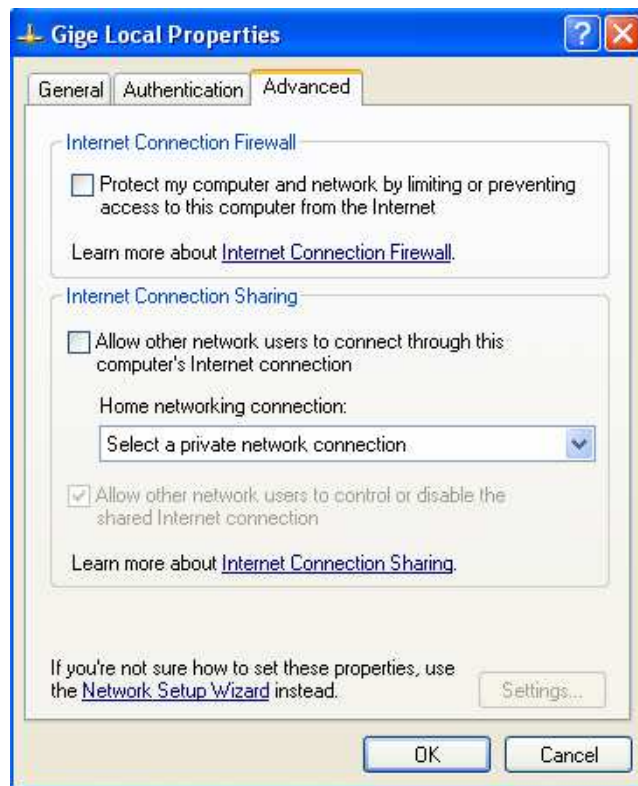 Gige Local Properties
General Authentication Advanced
Internet Connection Firewall
Protect my computer and network by limiting or preventing
access to this computer from the Internet
Learn more about Internet Connection Firewall.
Internet Connection Sharing
Allow other network users to connect through this
computer's Internet connection
Home networking connection:
Select a private network connection
Allow other network users to control or disable the
shared Internet connection
Learn more about Internet Connection Sharing.
If you're not sure how to set these properties, use
the Network Setup Wizard instead.
Settings...
OK Cancel